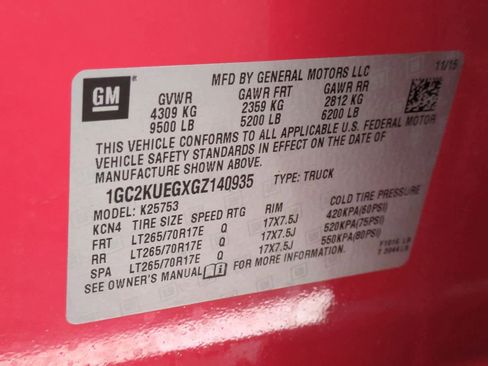 GM
MFD BY GENERAL MOTORS LLC
11/15
GVWR GAWR FRT GAWR RR
4309 KG 2359 KG 2812 KG
9500 LB 5200 LB 6200 LB
THIS VEHICLE CONFORMS TO ALL APPLICABLE U.S. FEDERAL MOTOR
VEHICLE SAFETY STANDARDS IN EFFECT ON THE DATE OF
MANUFACTURE SHOWN ABOVE.
1GC2KUEGXGZ140935 TYPE: TRUCK
MODEL: K25753
KCN4 TIRE SIZE SPEED RTG RIM COLD TIRE PRESSURE
FRT LT265/70R17E Q 17X7.5J 420KPA(60PSI)
RR LT265/70R17E Q 17X7.5J 520KPA(75PSI)
SPA LT265/70R17E Q 17X7.5J 550KPA(80PSI)
SEE OWNER'S MANUAL FOR MORE INFORMATION.